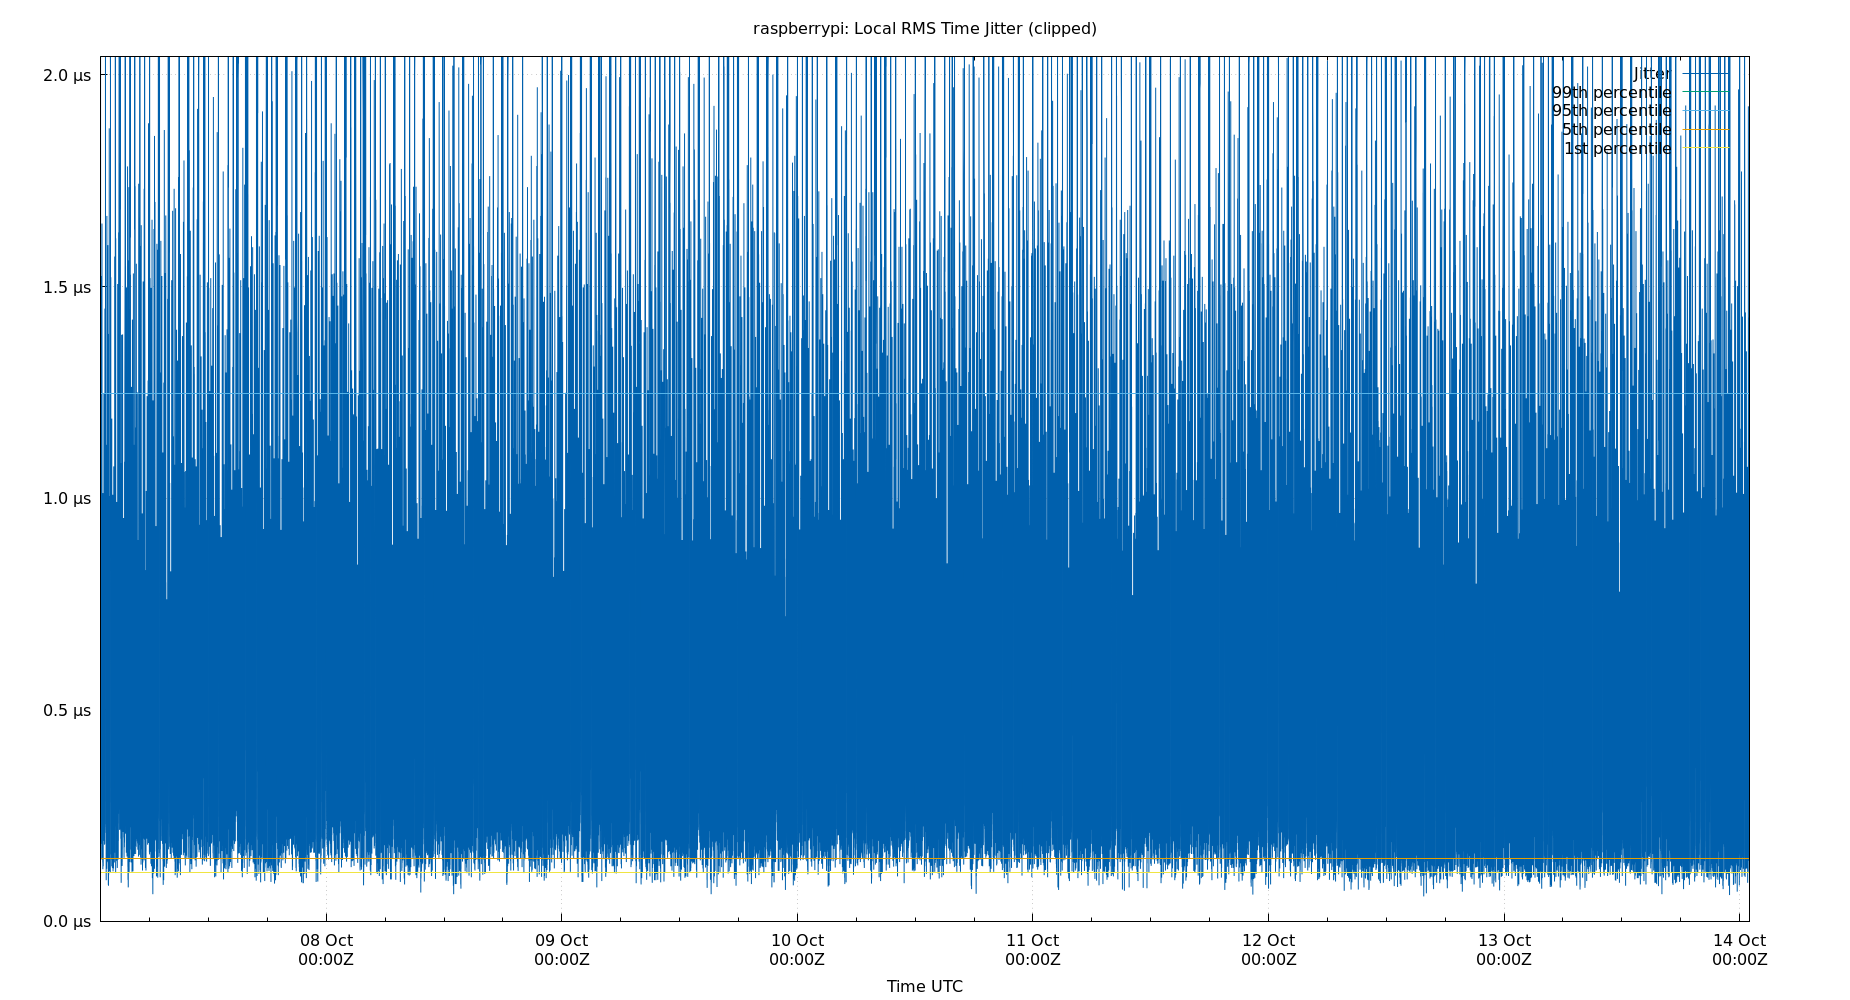 raspberrypi: Local RMS Time Jitter (clipped)
2.0 µs
1.5 µs
1.0 µs
0.5 µs
0.0 µs
Jitter
99th percentile
95th percentile
5th percentile
1st percentile
08 Oct
00:00Z
09 Oct
00:00Z
10 Oct
00:00Z
11 Oct
00:00Z
12 Oct
00:00Z
13 Oct
00:00Z
14 Oct
00:00Z
Time UTC